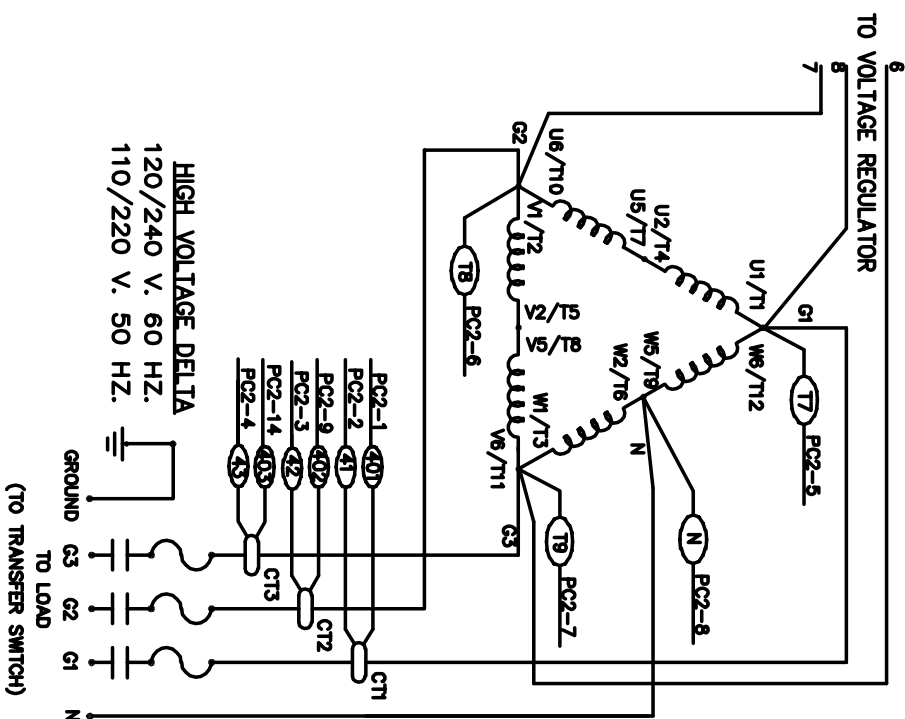 TO VOLTAGE REGULATOR
6
8
7
G2
U6/T10
U5/T7
U2/T4
U1/T1
G1
W6/T12
W5/T9
W2/T6
N
V1/T2
V2/T5
V5/T8
W1/T3
V6/T11
G3
T8
PC2-6
T7
PC2-5
N
PC2-8
T9
PC2-7
HIGH VOLTAGE DELTA
120/240 V. 60 HZ.
110/220 V. 50 HZ.
PC2-1
401
PC2-2
41
PC2-9
402
PC2-3
42
PC2-14
403
PC2-4
43
CT3
CT2
CT1
GROUND
G3
G2
G1
N
TO LOAD
(TO TRANSFER SWITCH)